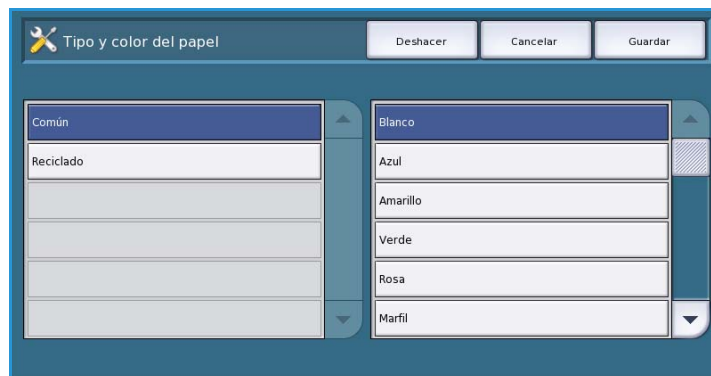 Tipo y color del papel
Deshacer
Cancelar
Guardar
Común
Reciclado
Blanco
Azul
Amarillo
Verde
Rosa
Marfil